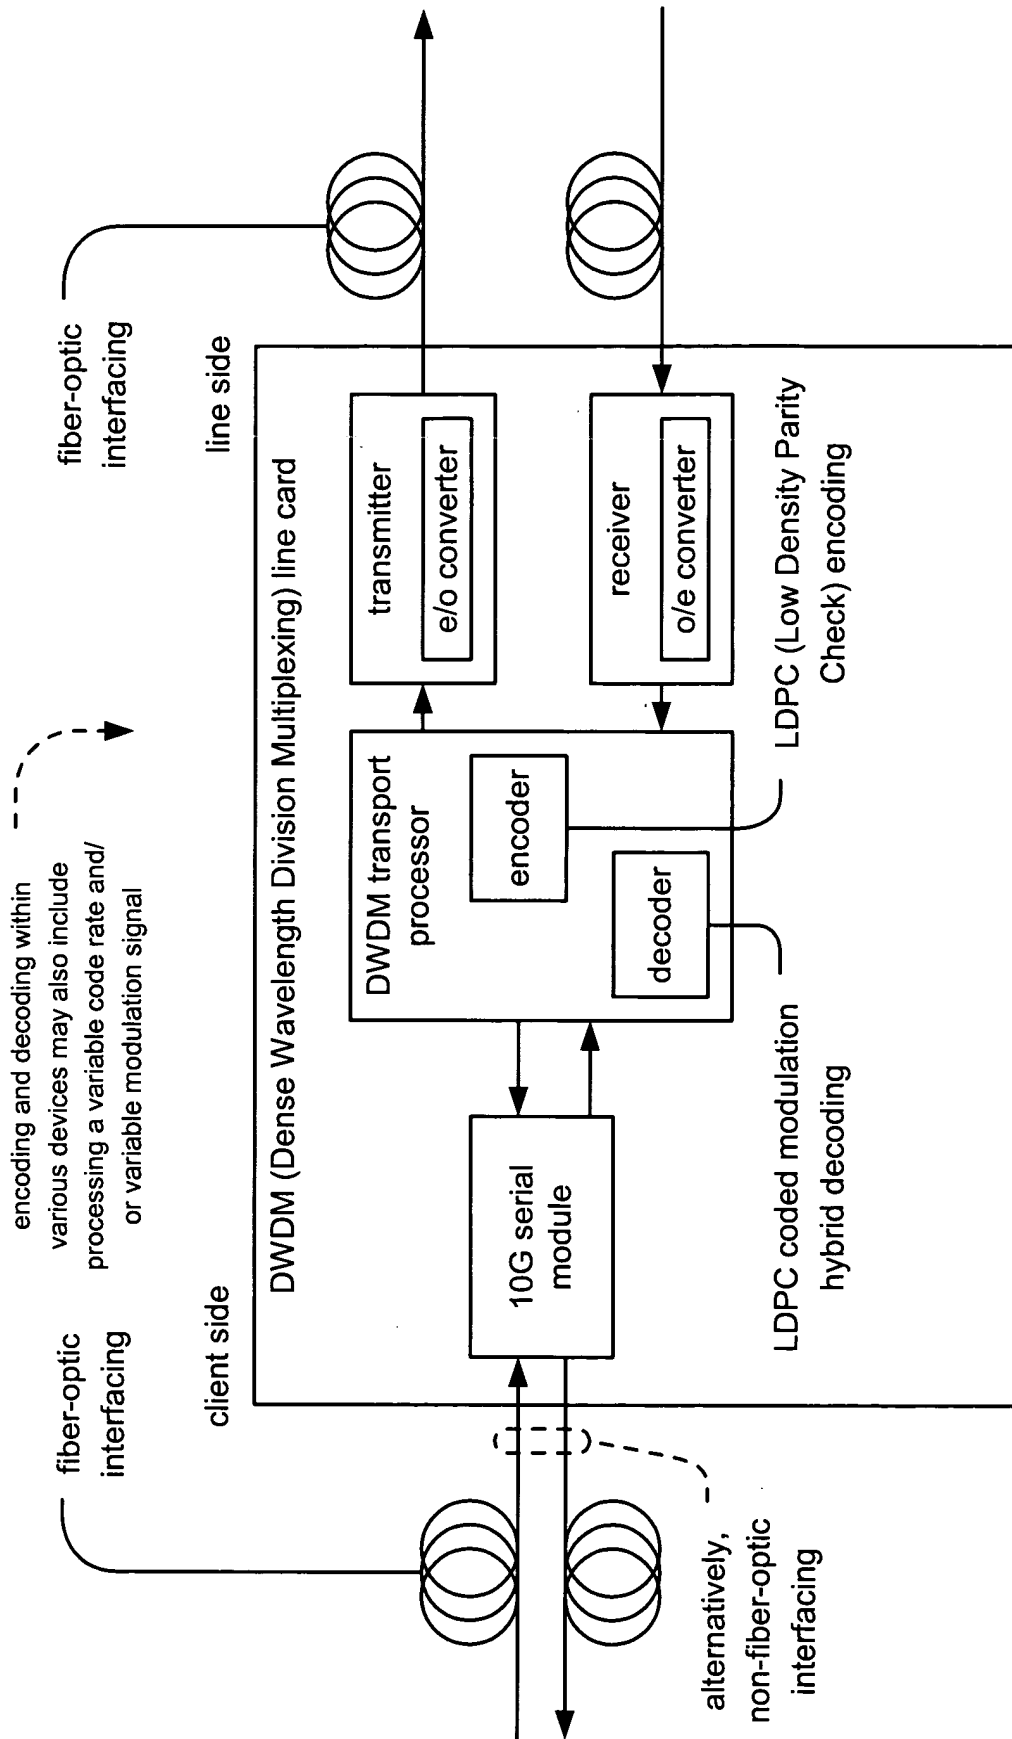 encoding and decoding within
various devices may also include
processing a variable code rate and/
or variable modulation signal
fiber-optic
interfacing
fiber-optic
interfacing
client side
line side
DWDM (Dense Wavelength Division Multiplexing) line card
10G serial
module
DWDM transport
processor
encoder
decoder
transmitter
e/o converter
receiver
o/e converter
alternatively,
non-fiber-optic
interfacing
LDPC coded modulation
hybrid decoding
LDPC (Low Density Parity
Check) encoding